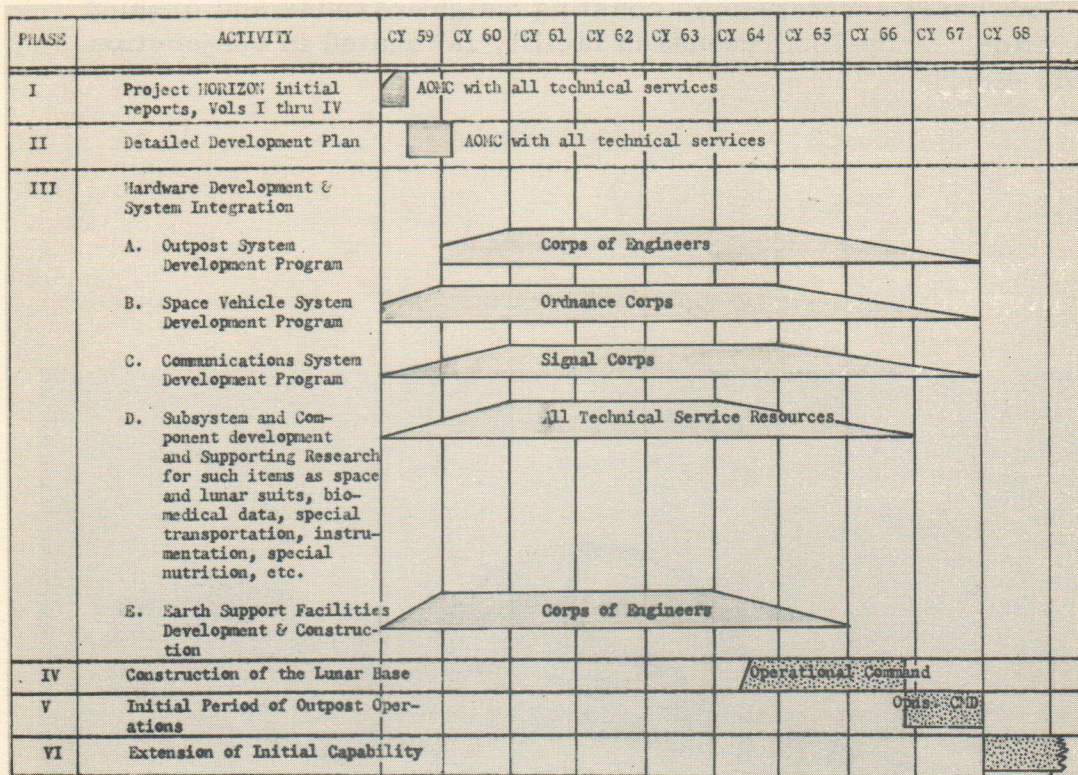 PHASE ACTIVITY CY 59 CY 60 CY 61 CY 62 CY 63 CY 64 CY 65 CY 66 CY 67 CY 68
I Project HORIZON initial AOMC with all technical services
reports, Vols I thru IV
II Detailed Development Plan AOMC with all technical services
III Hardware Development &
System Integration
A. Outpost System Corps of Engineers
Development Program
B. Space Vehicle System Ordnance Corps
Development Program
C. Communications System Signal Corps
Development Program
D. Subsystem and Com- All Technical Service Resources
ponent development
and Supporting Research
for such items as space
and lunar suits, bio-
medical data, special
transportation, instru-
mentation, special
nutrition, etc.
E. Earth Support Facilities Corps of Engineers
Development & Construc-
tion
IV Construction of the Lunar Base Operational Command
V Initial Period of Outpost Oper- Opns. CMD
ations
VI Extension of Initial Capability